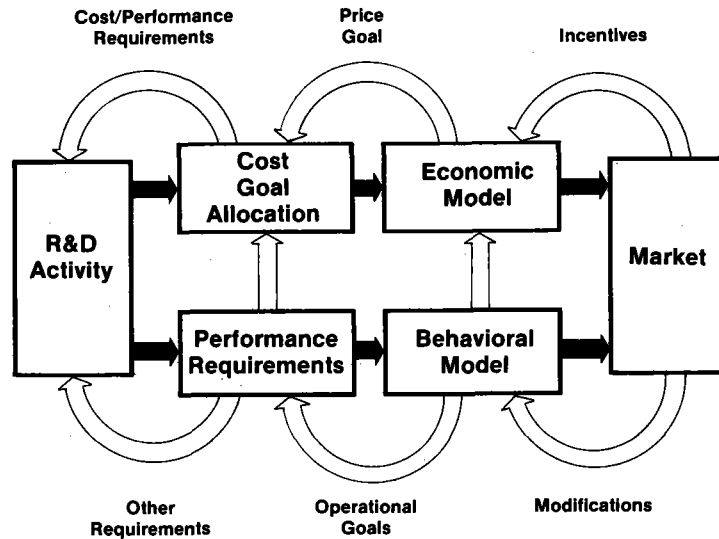 Cost/Performance
Requirements
Price
Goal
Incentives
Cost
Goal
Allocation
Economic
Model
R&D
Activity
Market
Performance
Requirements
Behavioral
Model
Other
Requirements
Operational
Goals
Modifications